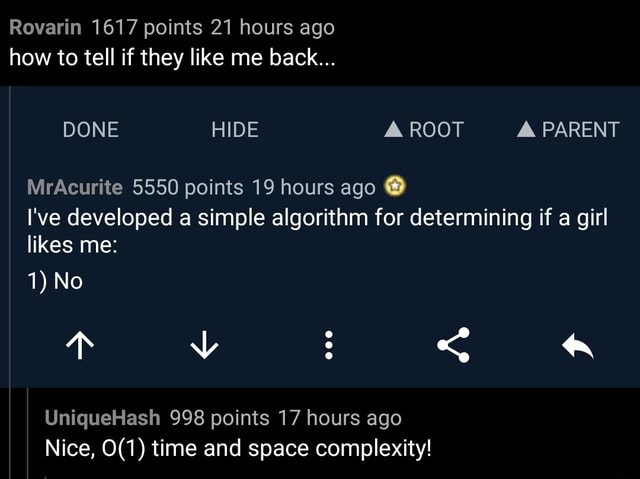 Rovarin 1617 points 21 hours ago
how to tell if they like me back...
DONE HIDE ▲ ROOT ▲ PARENT
MrAcurite 5550 points 19 hours ago
I've developed a simple algorithm for determining if a girl
likes me:
1) No
UniqueHash 998 points 17 hours ago
Nice, O(1) time and space complexity!